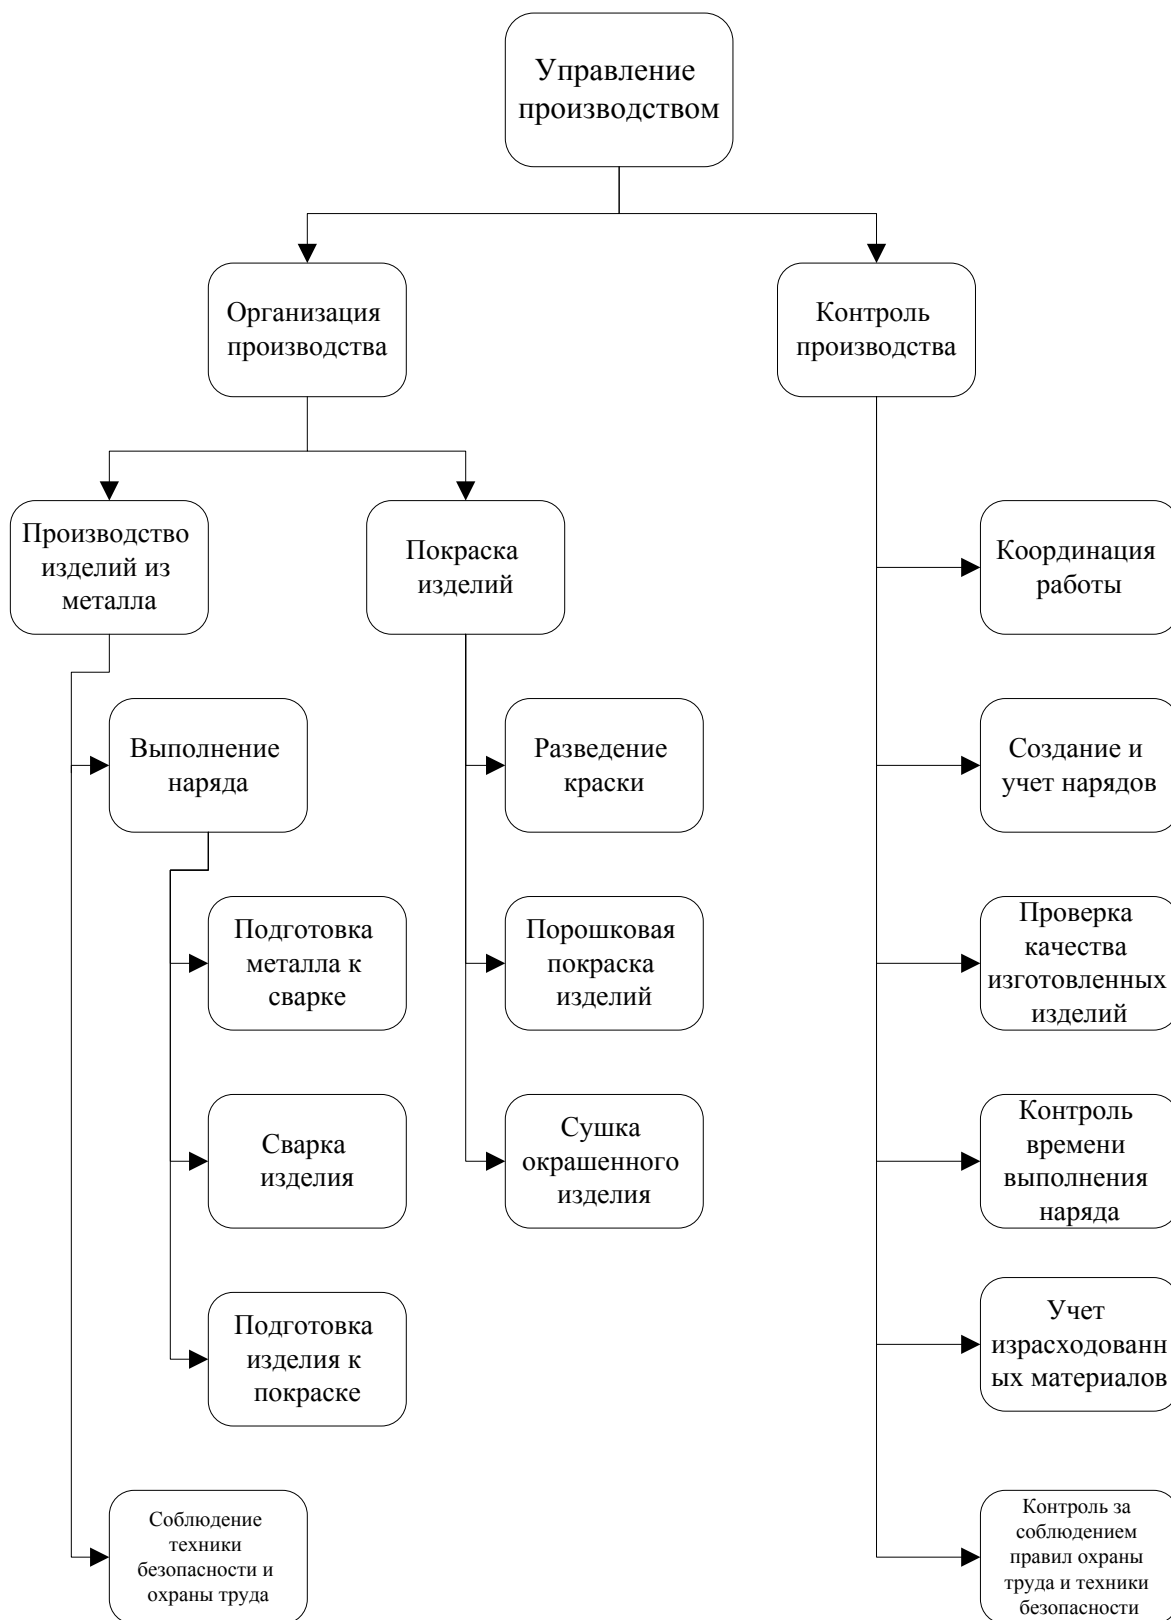 Управление
производством
Организация
производства
Контроль
производства
Производство
изделий из
металла
Покраска
изделий
Координация
работы
Выполнение
наряда
Разведение
краски
Создание и
учет нарядов
Подготовка
металла к
сварке
Порошковая
покраска
изделий
Проверка
качества
изготовленных
изделий
Сварка
изделия
Сушка
окрашенного
изделия
Контроль
времени
выполнения
наряда
Подготовка
изделия к
покраске
Учет
израсходованн
ых материалов
Соблюдение
техники
безопасности и
охраны труда
Контроль за
соблюдением
правил охраны
труда и техники
безопасности